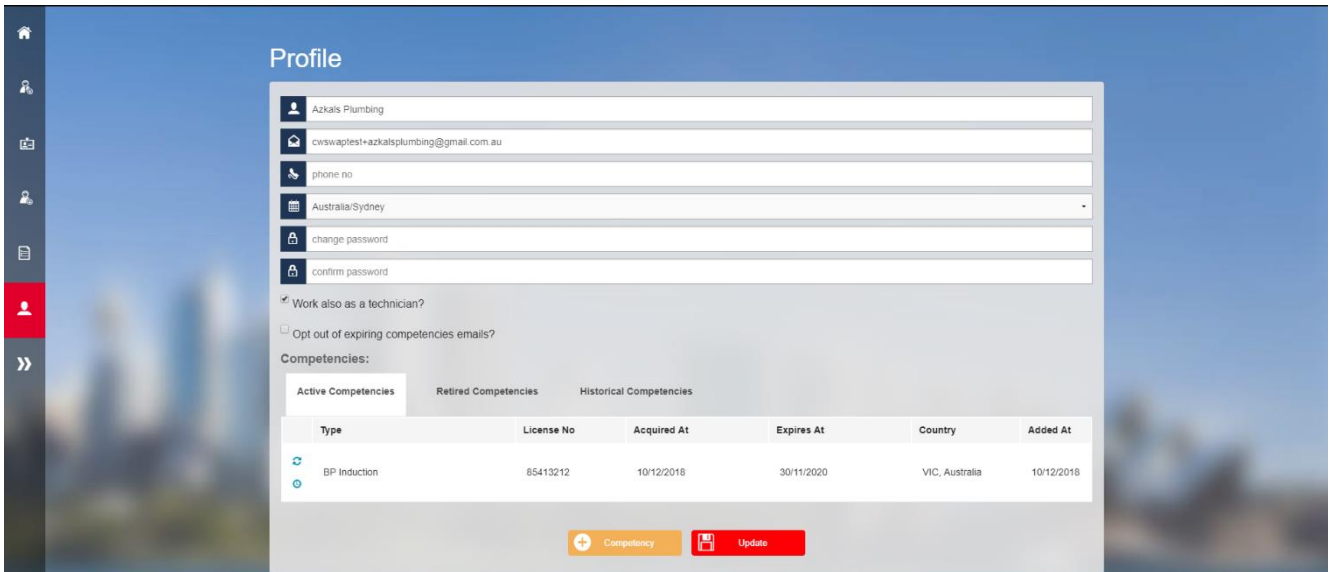 Profile
Azkals Plumbing
cwswaptest+azkalsplumbing@gmail.com.au
phone no
Australia/Sydney
change password
confirm password
Work also as a technician?
Opt out of expiring competencies emails?
Competencies:
Active Competencies Retired Competencies Historical Competencies
Type License No Acquired At Expires At Country Added At
BP Induction 85413212 10/12/2018 30/11/2020 VIC, Australia 10/12/2018
Competency Update